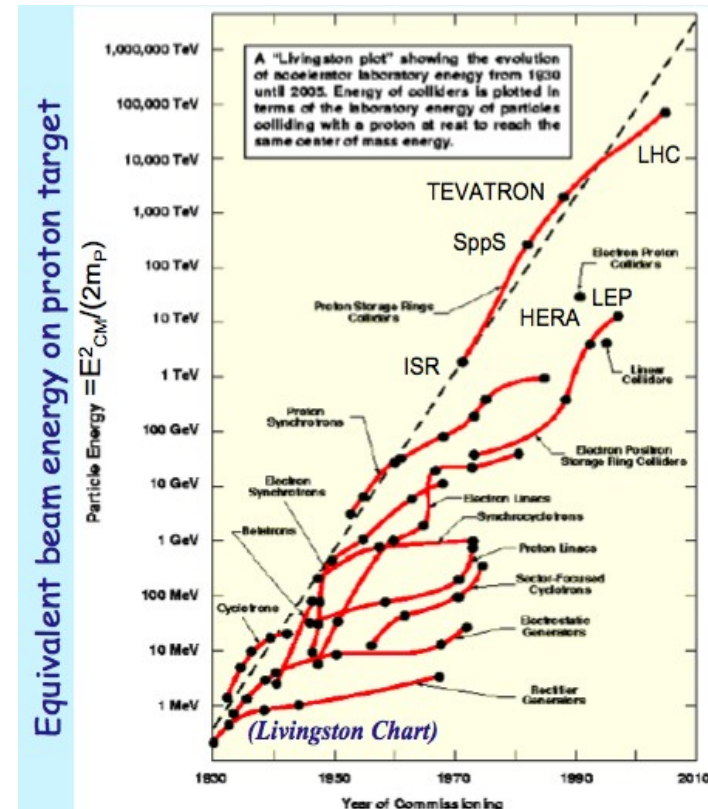 Equivalent beam energy on proton target
Particle Energy =E²CM/(2mP)
1,000,000 TeV
100,000 TeV
10,000 TeV
1,000 TeV
100 TeV
10 TeV
1 TeV
100 GeV
10 GeV
1 GeV
100 MeV
10 MeV
1 MeV
A "Livingston plot" showing the evolution
of accelerator laboratory energy from 1930
until 2005. Energy of colliders is plotted in
terms of the laboratory energy of particles
colliding with a proton at rest to reach the
same center of mass energy.
LHC
TEVATRON
SppS
Electron Proton
Colliders
LEP
Proton Storage Rings
Colliders
HERA
ISR
Linear
Colliders
Proton
Synchrotrons
Electron Positron
Storage Ring Colliders
Electron
Synchrotrons
Electron Linacs
Synchrocyclotrons
Betatrons
Proton Linacs
Sector-Focused
Cyclotrons
Cyclotrons
Electrostatic
Generators
Rectifier
Generators
(Livingston Chart)
1930
1950
1970
1990
2010
Year of Commissioning